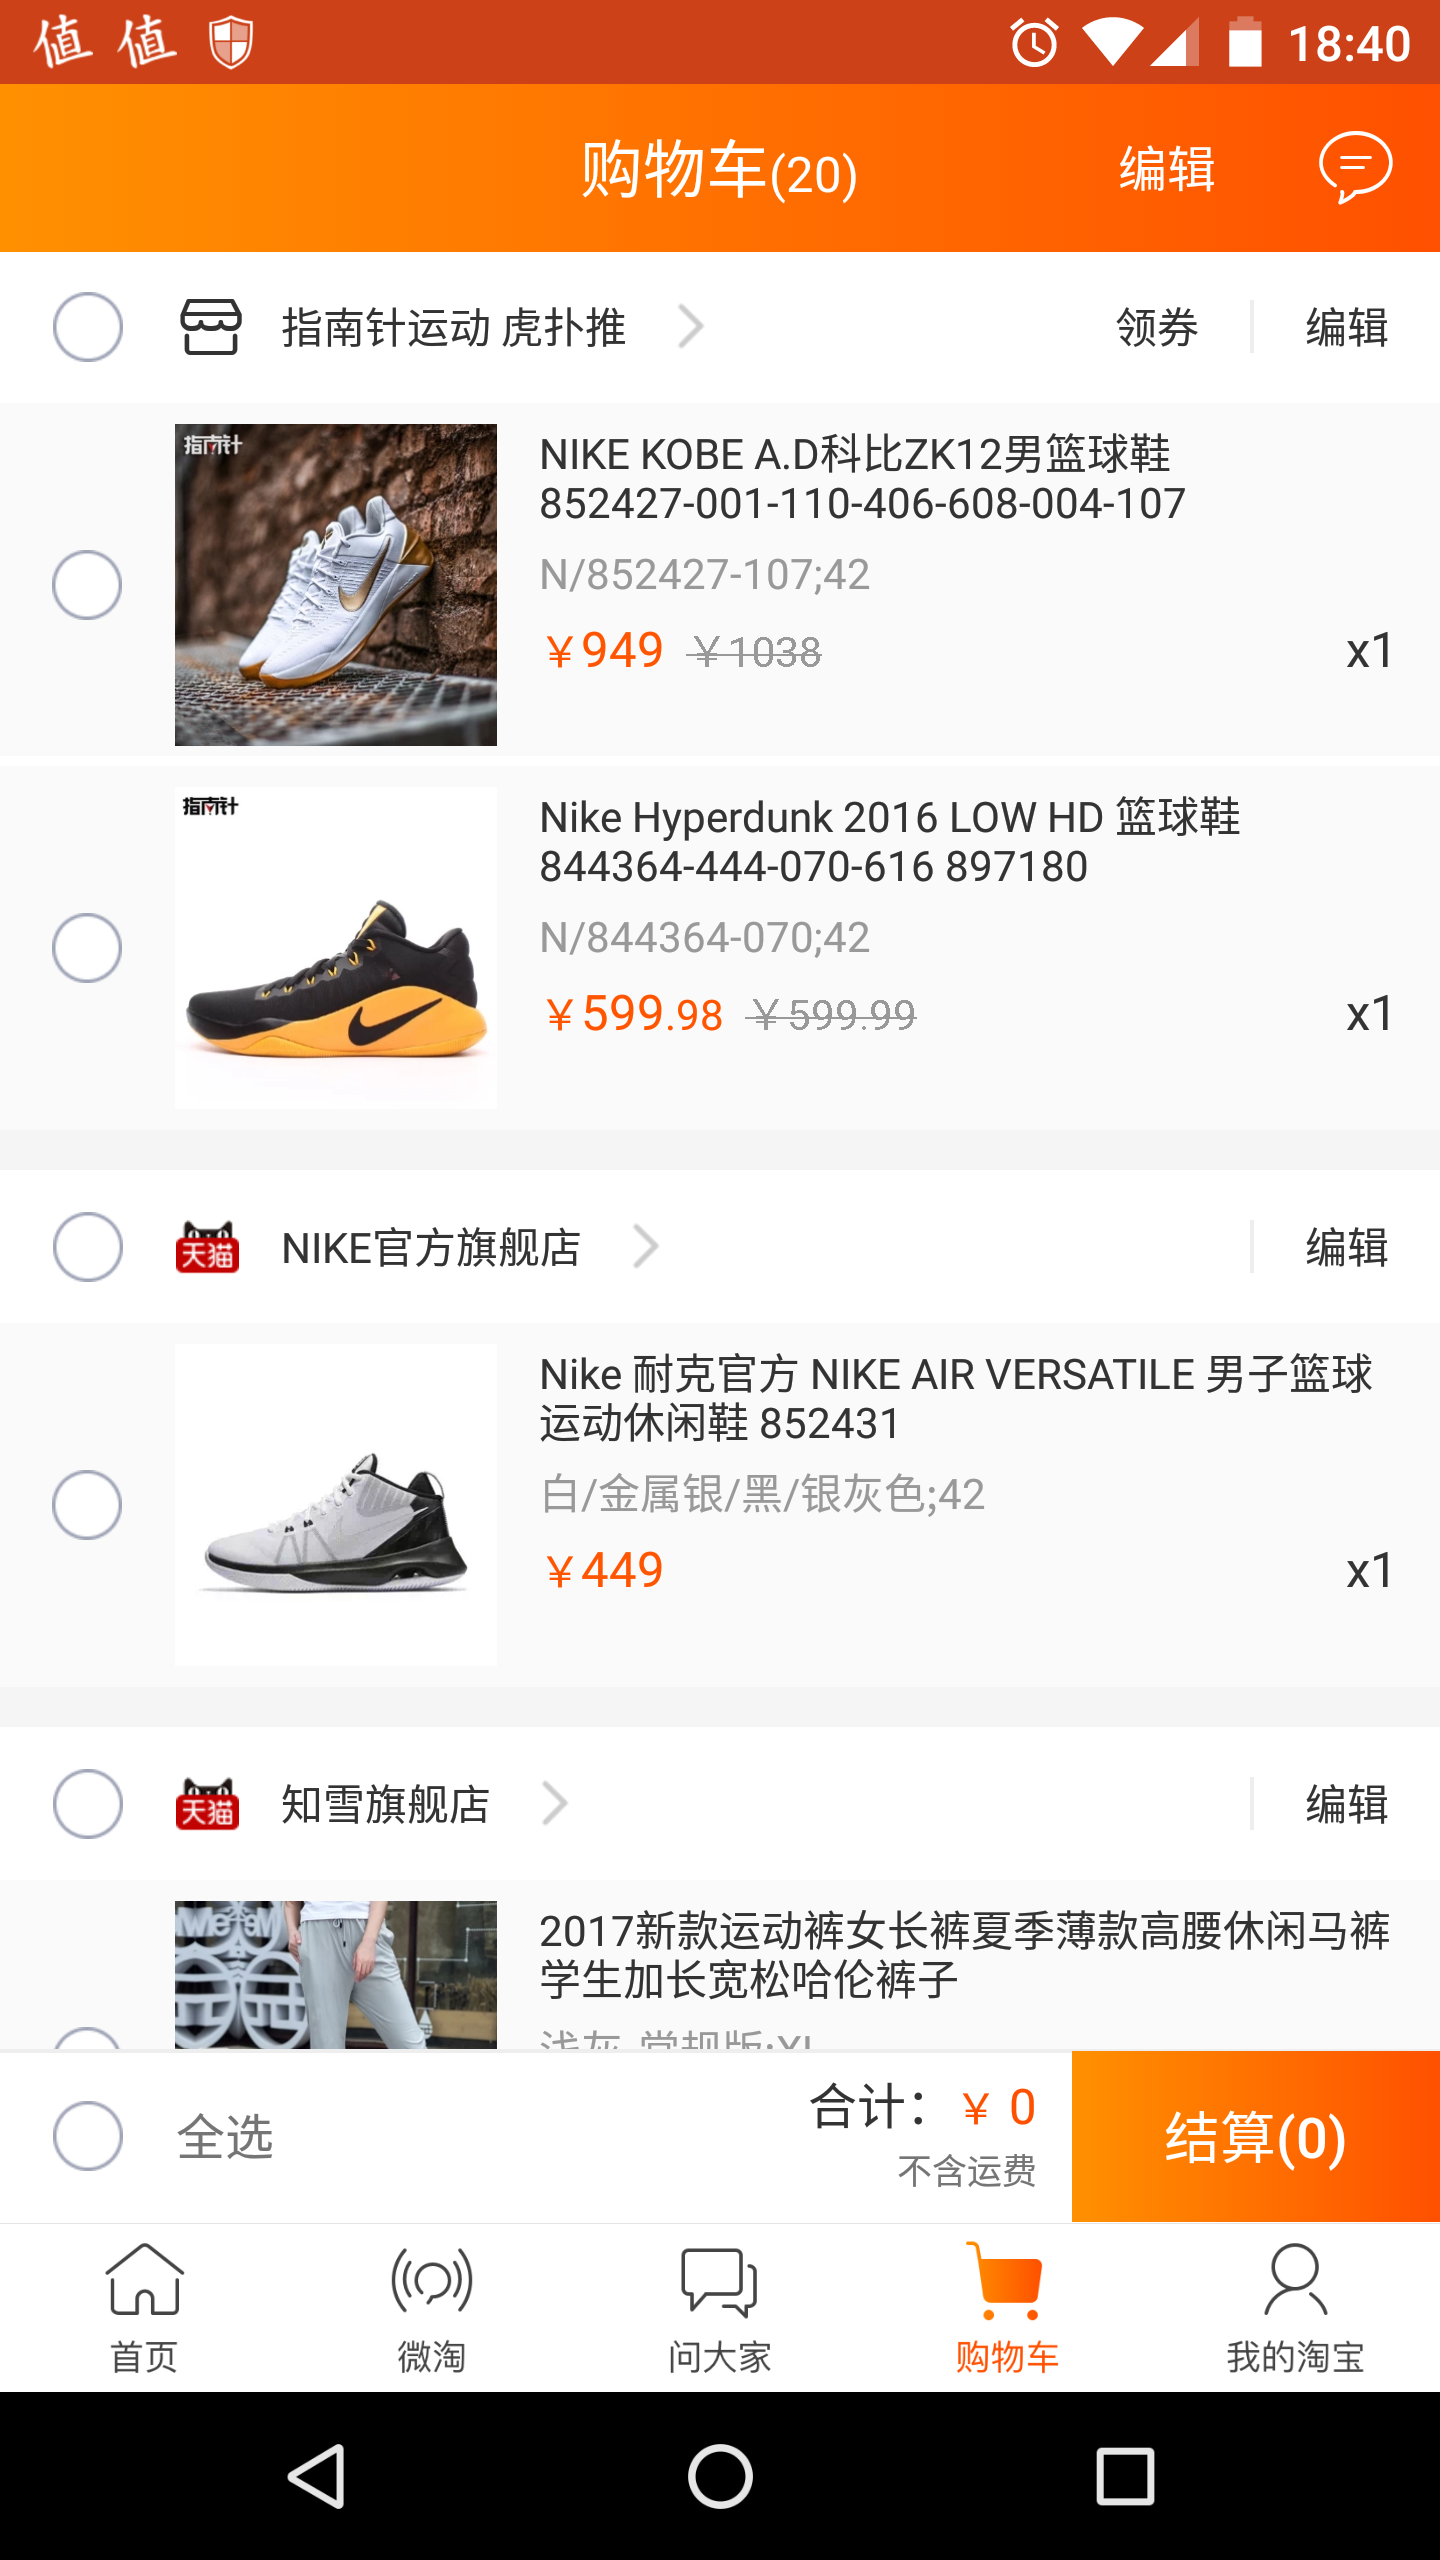 值 值 18:40
购物车(20) 编辑
指南针运动 虎扑推 领券 编辑
指南针
NIKE KOBE A.D科比ZK12男篮球鞋
852427-001-110-406-608-004-107
N/852427-107;42
￥949 ￥1038 x1
指南针
Nike Hyperdunk 2016 LOW HD 篮球鞋
844364-444-070-616 897180
N/844364-070;42
￥599.98 ￥599.99 x1
天猫 NIKE官方旗舰店 编辑
Nike 耐克官方 NIKE AIR VERSATILE 男子篮球
运动休闲鞋 852431
白/金属银/黑/银灰色;42
￥449 x1
天猫 知雪旗舰店 编辑
2017新款运动裤女长裤夏季薄款高腰休闲马裤
学生加长宽松哈伦裤子
浅灰-常规版;XL
全选 合计：￥ 0 结算(0)
不含运费
首页 微淘 问大家 购物车 我的淘宝